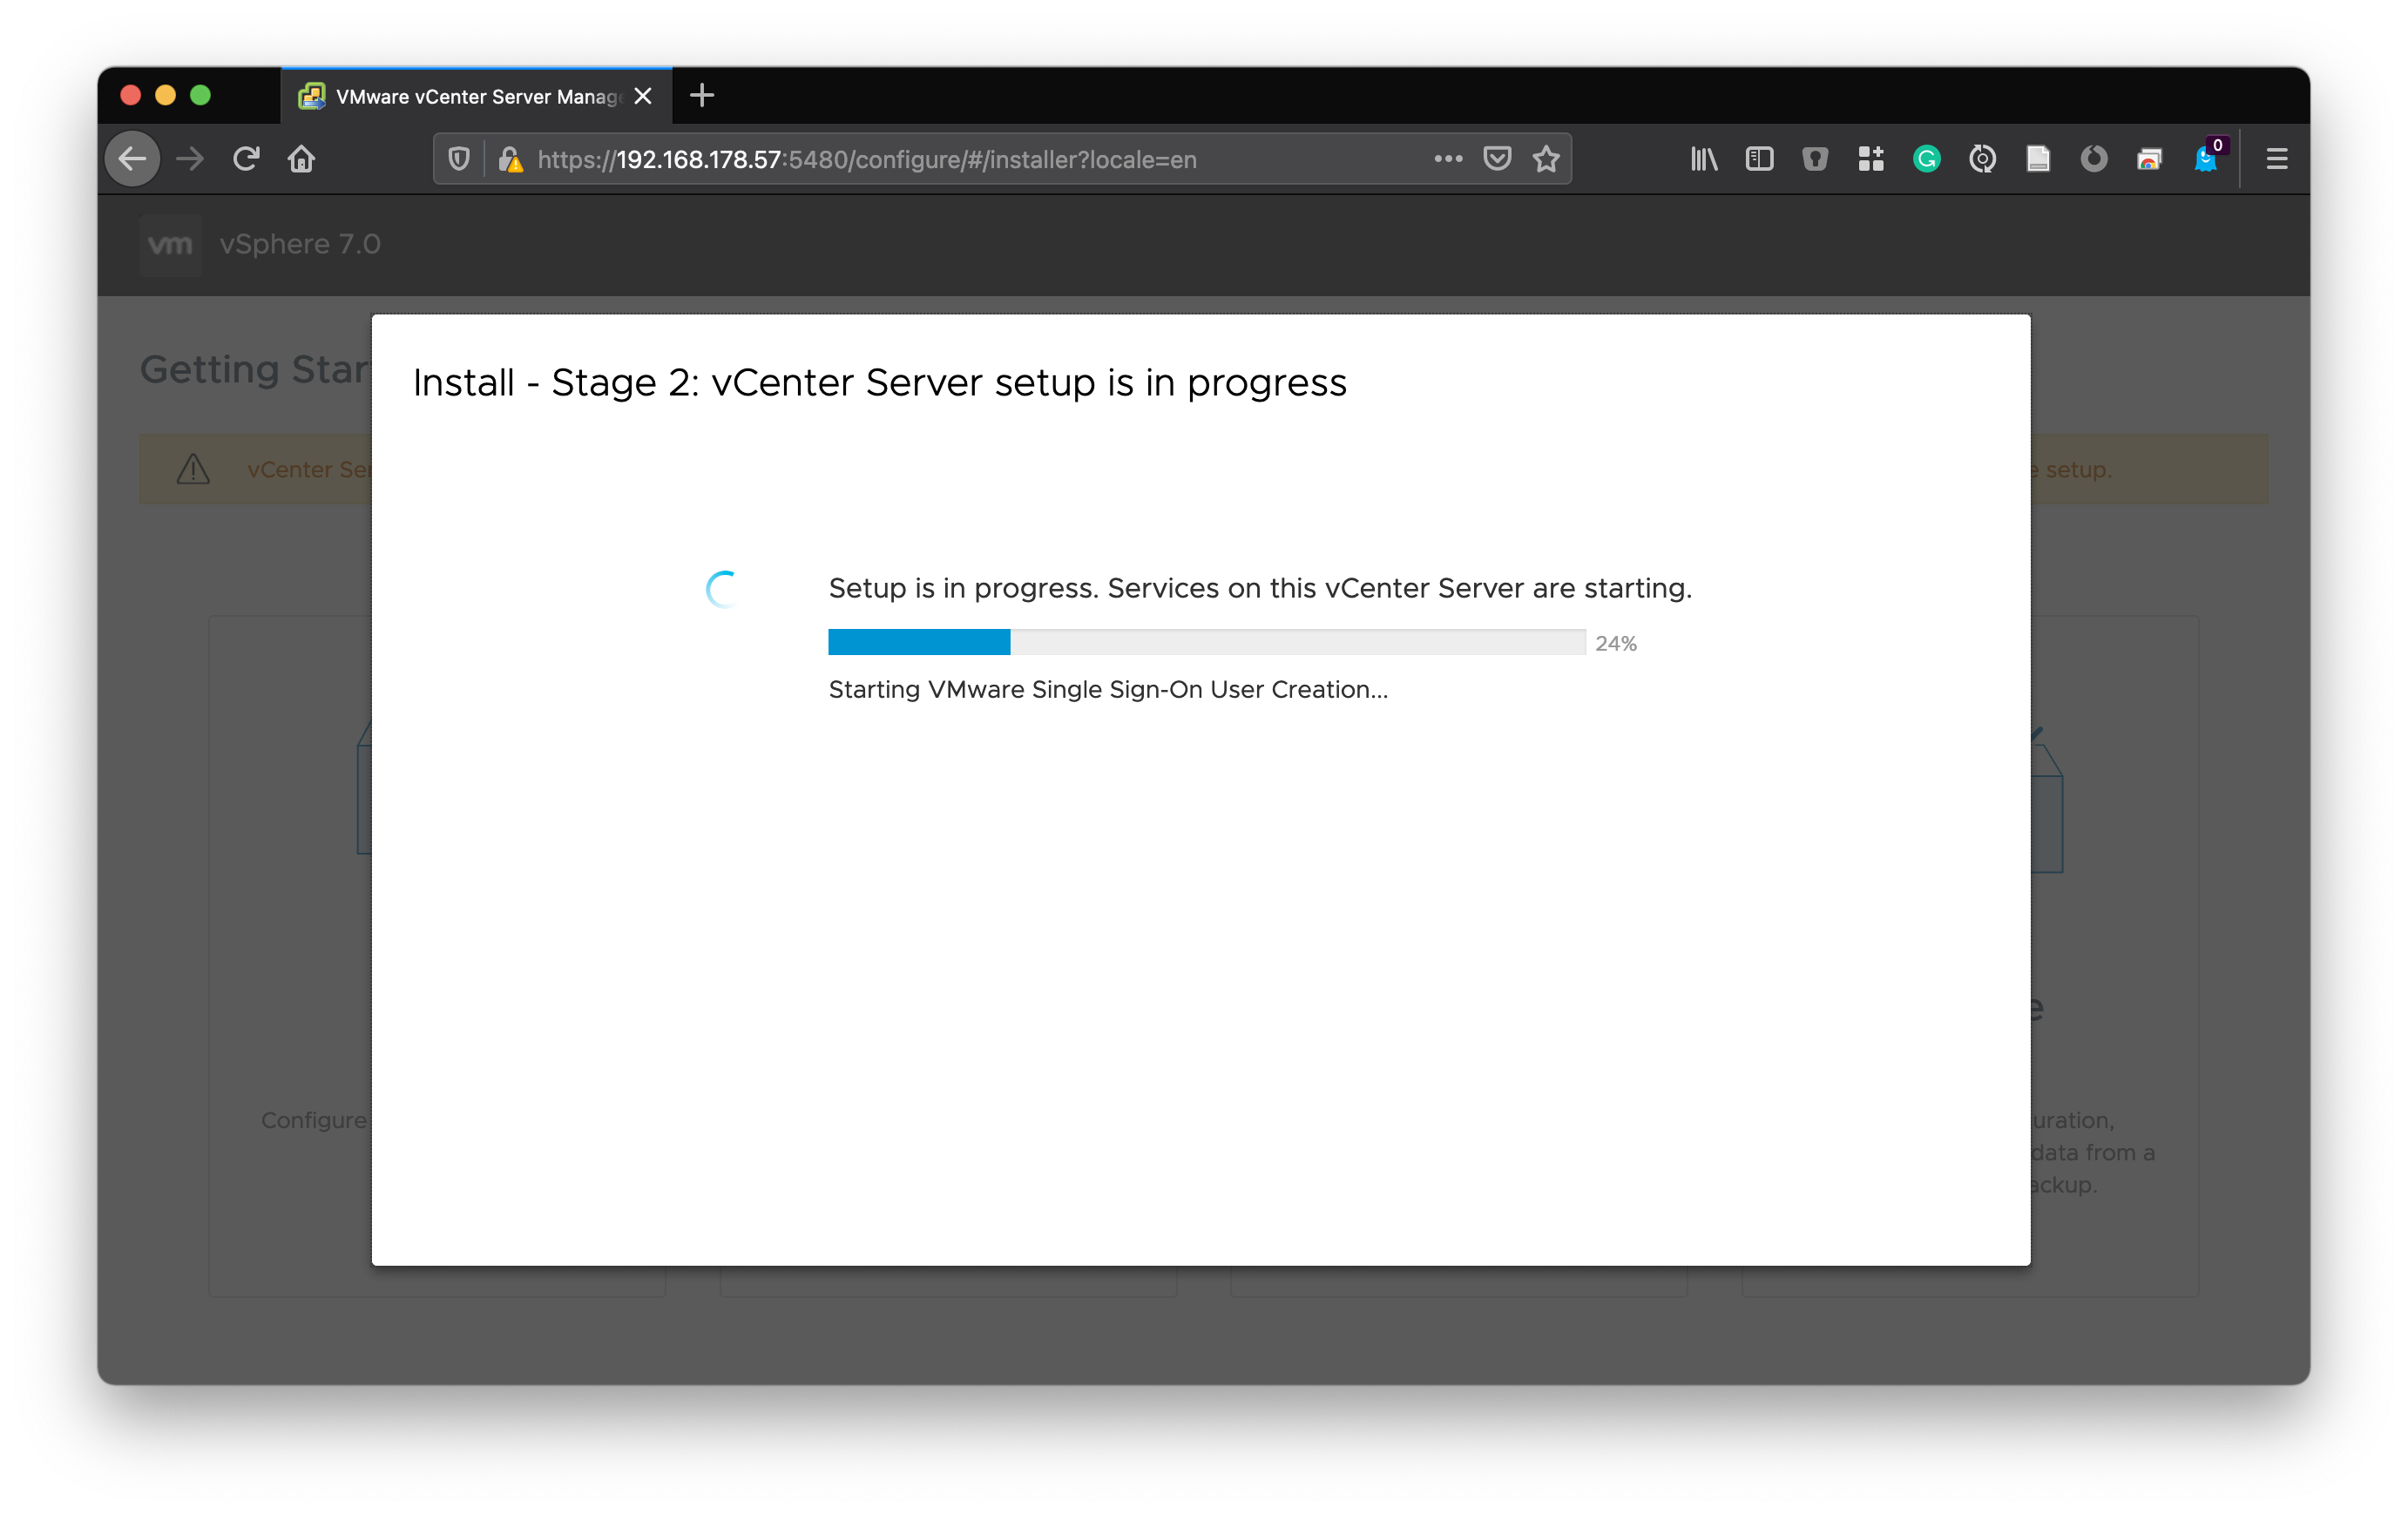 VMware vCenter Server Manag
https://192.168.178.57:5480/configure/#/installer?locale=en
0
vm vSphere 7.0
Getting Star
Install - Stage 2: vCenter Server setup is in progress
vCenter Ser
e setup.
Setup is in progress. Services on this vCenter Server are starting.
24%
Starting VMware Single Sign-On User Creation...
e
Configure
uration,
data from a
ackup.